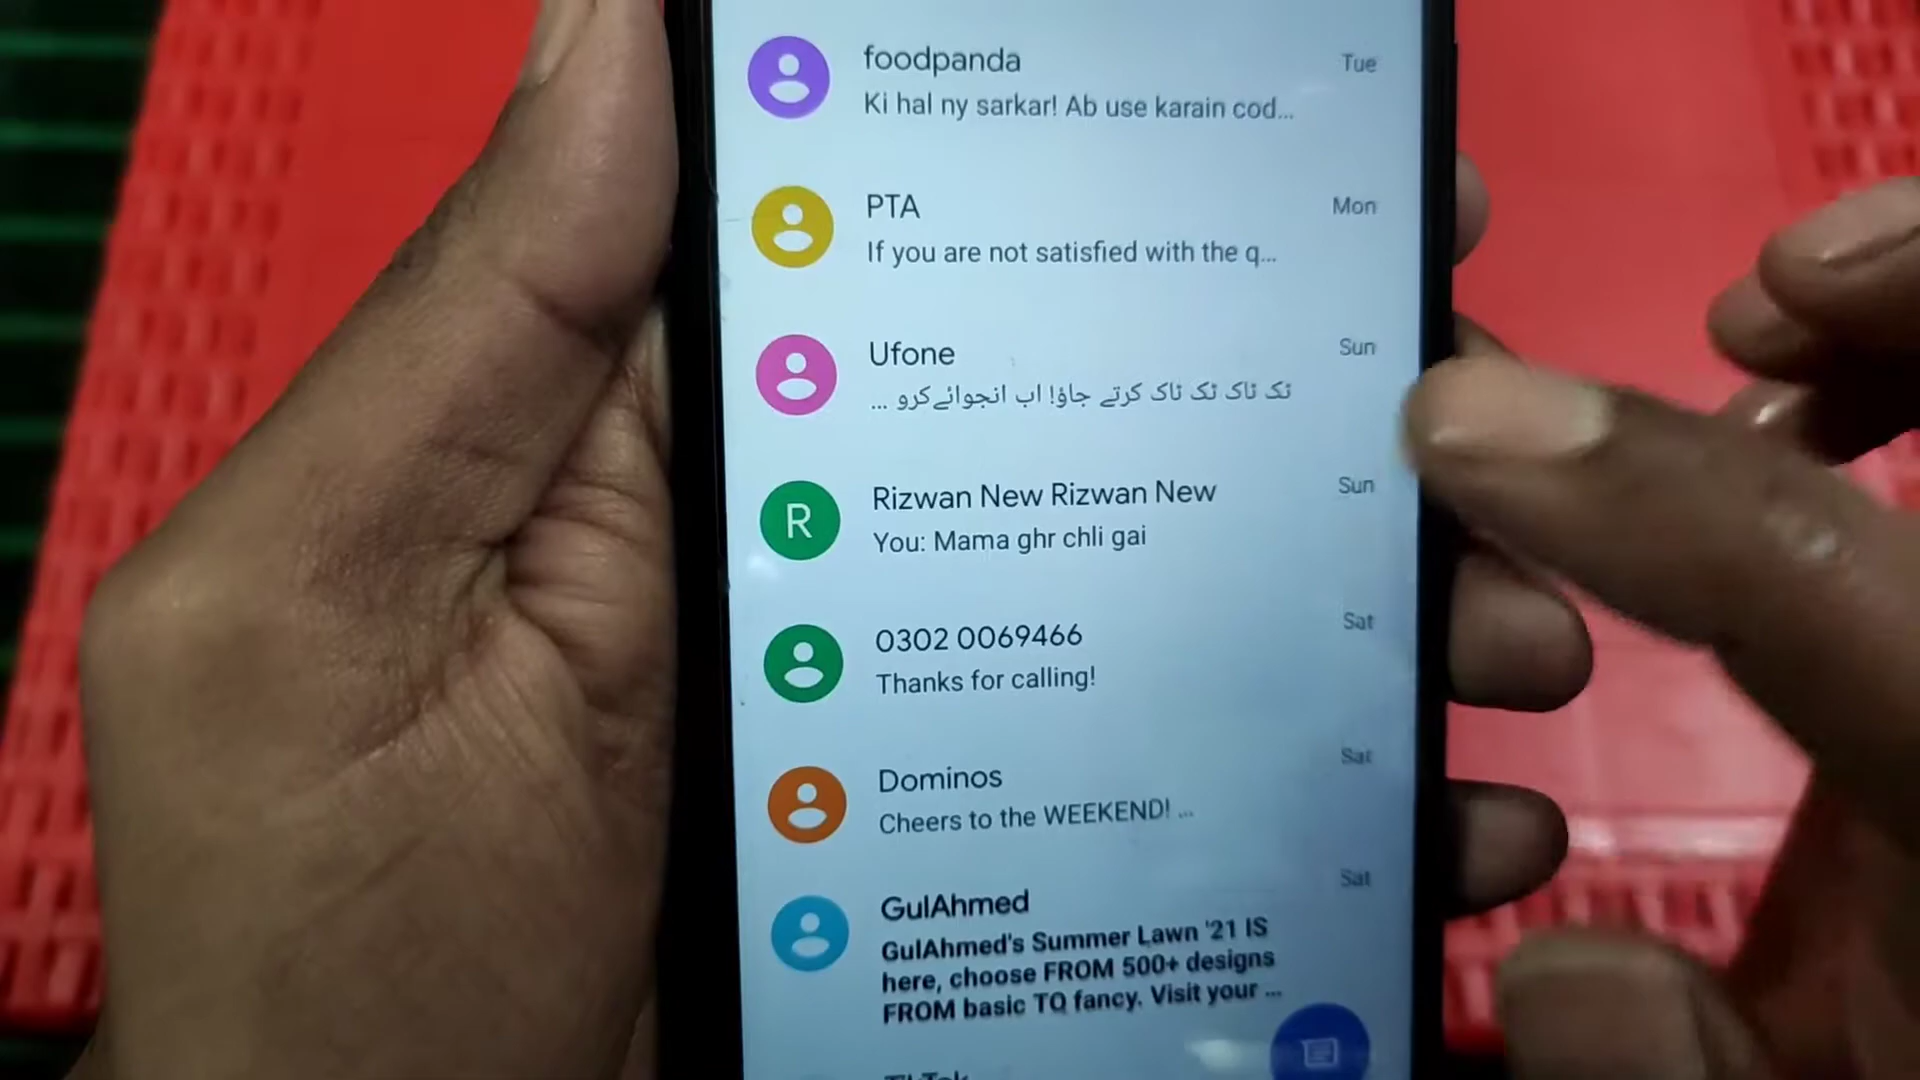 foodpanda
Tue
Ki hal ny sarkar! Ab use karain cod...
PTA
Mon
If you are not satisfied with the q...
Ufone
Sun
ٹک ٹاک ٹک ٹاک کرتے جاؤ! اب انجوائے کرو ...
R
Rizwan New Rizwan New
Sun
You: Mama ghr chli gai
0302 0069466
Sat
Thanks for calling!
Dominos
Sat
Cheers to the WEEKEND! ...
GulAhmed
Sat
GulAhmed's Summer Lawn '21 IS
here, choose FROM 500+ designs
FROM basic TO fancy. Visit your ...